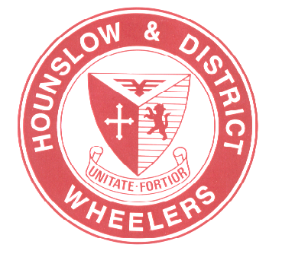 HOUNSLOW & DISTRICT
UNITATE·FORTIOR
WHEELERS